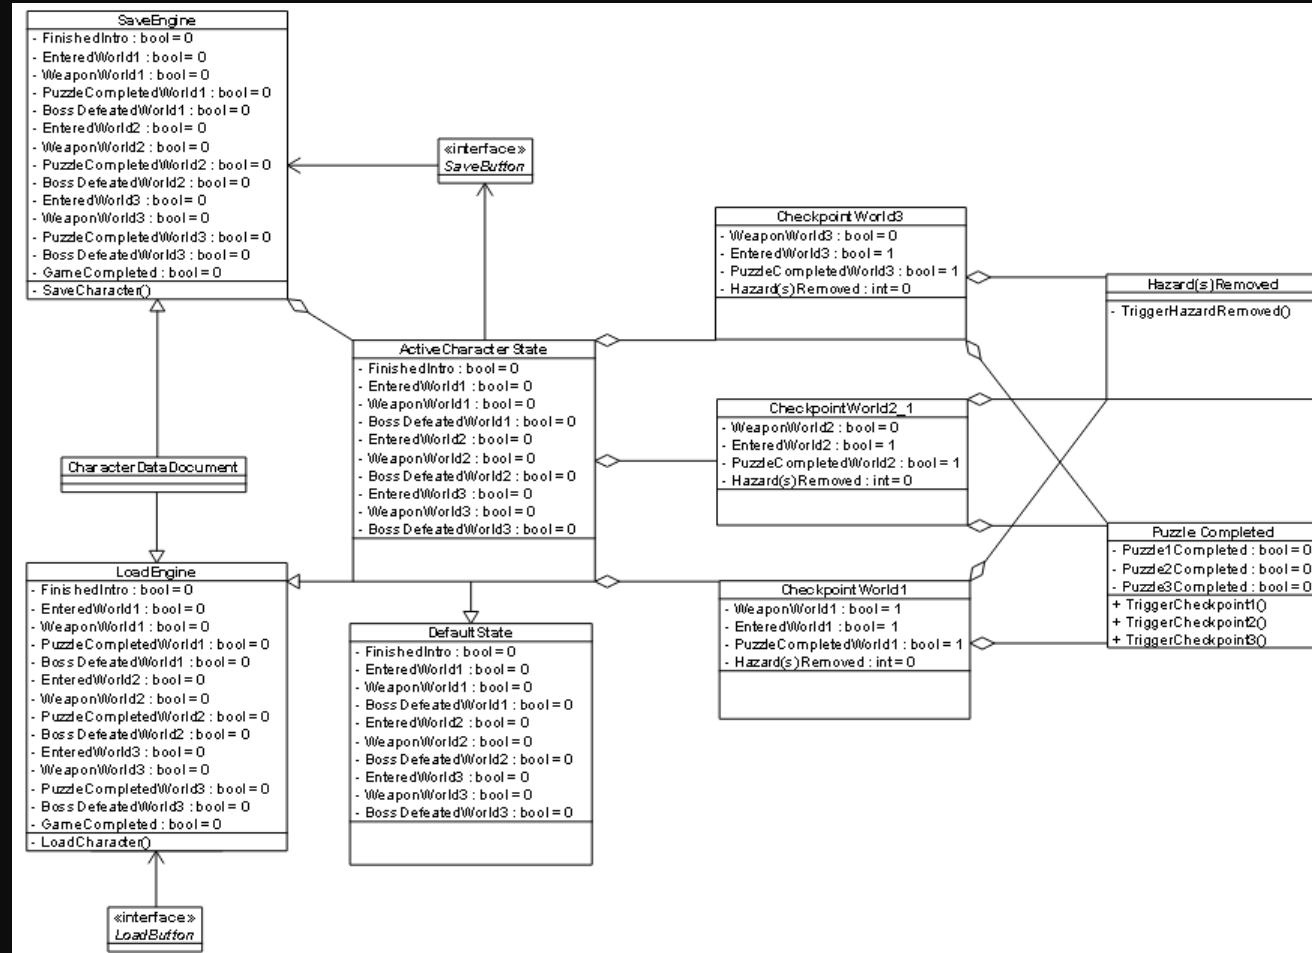 SaveEngine
- FinishedIntro : bool = 0
- EnteredWorld1 : bool= 0
- WeaponWorld1 : bool = 0
- PuzzleCompletedWorld1 : bool = 0
- BossDefeatedWorld1 : bool = 0
- EnteredWorld2 : bool = 0
- WeaponWorld2 : bool = 0
- PuzzleCompletedWorld2 : bool = 0
- BossDefeatedWorld2 : bool = 0
- EnteredWorld3 : bool = 0
- WeaponWorld3 : bool = 0
- PuzzleCompletedWorld3 : bool = 0
- BossDefeatedWorld3 : bool = 0
- GameCompleted : bool = 0
- SaveCharacter()
«interface»
SaveButton
CheckpointWorld3
- WeaponWorld3 : bool = 0
- EnteredWorld3 : bool = 1
- PuzzleCompletedWorld3 : bool = 1
- Hazard(s)Removed : int = 0
Hazard(s)Removed
- TriggerHazardRemoved()
ActiveCharacterState
- FinishedIntro : bool = 0
- EnteredWorld1 : bool = 0
- WeaponWorld1 : bool = 0
- BossDefeatedWorld1 : bool = 0
- EnteredWorld2 : bool = 0
- WeaponWorld2 : bool = 0
- BossDefeatedWorld2 : bool = 0
- EnteredWorld3 : bool = 0
- WeaponWorld3 : bool = 0
- BossDefeatedWorld3 : bool = 0
CheckpointWorld2_1
- WeaponWorld2 : bool = 0
- EnteredWorld2 : bool = 1
- PuzzleCompletedWorld2 : bool = 1
- Hazard(s)Removed : int = 0
CharacterDataDocument
Puzzle Completed
- Puzzle1Completed : bool = 0
- Puzzle2Completed : bool = 0
- Puzzle3Completed : bool = 0
+ TriggerCheckpoint1()
+ TriggerCheckpoint2()
+ TriggerCheckpoint3()
LoadEngine
- FinishedIntro : bool = 0
- EnteredWorld1 : bool = 0
- WeaponWorld1 : bool = 0
- PuzzleCompletedWorld1 : bool = 0
- BossDefeatedWorld1 : bool = 0
- EnteredWorld2 : bool = 0
- WeaponWorld2 : bool = 0
- PuzzleCompletedWorld2 : bool = 0
- BossDefeatedWorld2 : bool = 0
- EnteredWorld3 : bool = 0
- WeaponWorld3 : bool = 0
- PuzzleCompletedWorld3 : bool = 0
- BossDefeatedWorld3 : bool = 0
- GameCompleted : bool = 0
- LoadCharacter()
CheckpointWorld1
- WeaponWorld1 : bool = 1
- EnteredWorld1 : bool = 1
- PuzzleCompletedWorld1 : bool = 1
- Hazard(s)Removed : int = 0
DefaultState
- FinishedIntro : bool = 0
- EnteredWorld1 : bool = 0
- WeaponWorld1 : bool = 0
- BossDefeatedWorld1 : bool = 0
- EnteredWorld2 : bool = 0
- WeaponWorld2 : bool = 0
- BossDefeatedWorld2 : bool = 0
- EnteredWorld3 : bool = 0
- WeaponWorld3 : bool = 0
- BossDefeatedWorld3 : bool = 0
«interface»
LoadButton